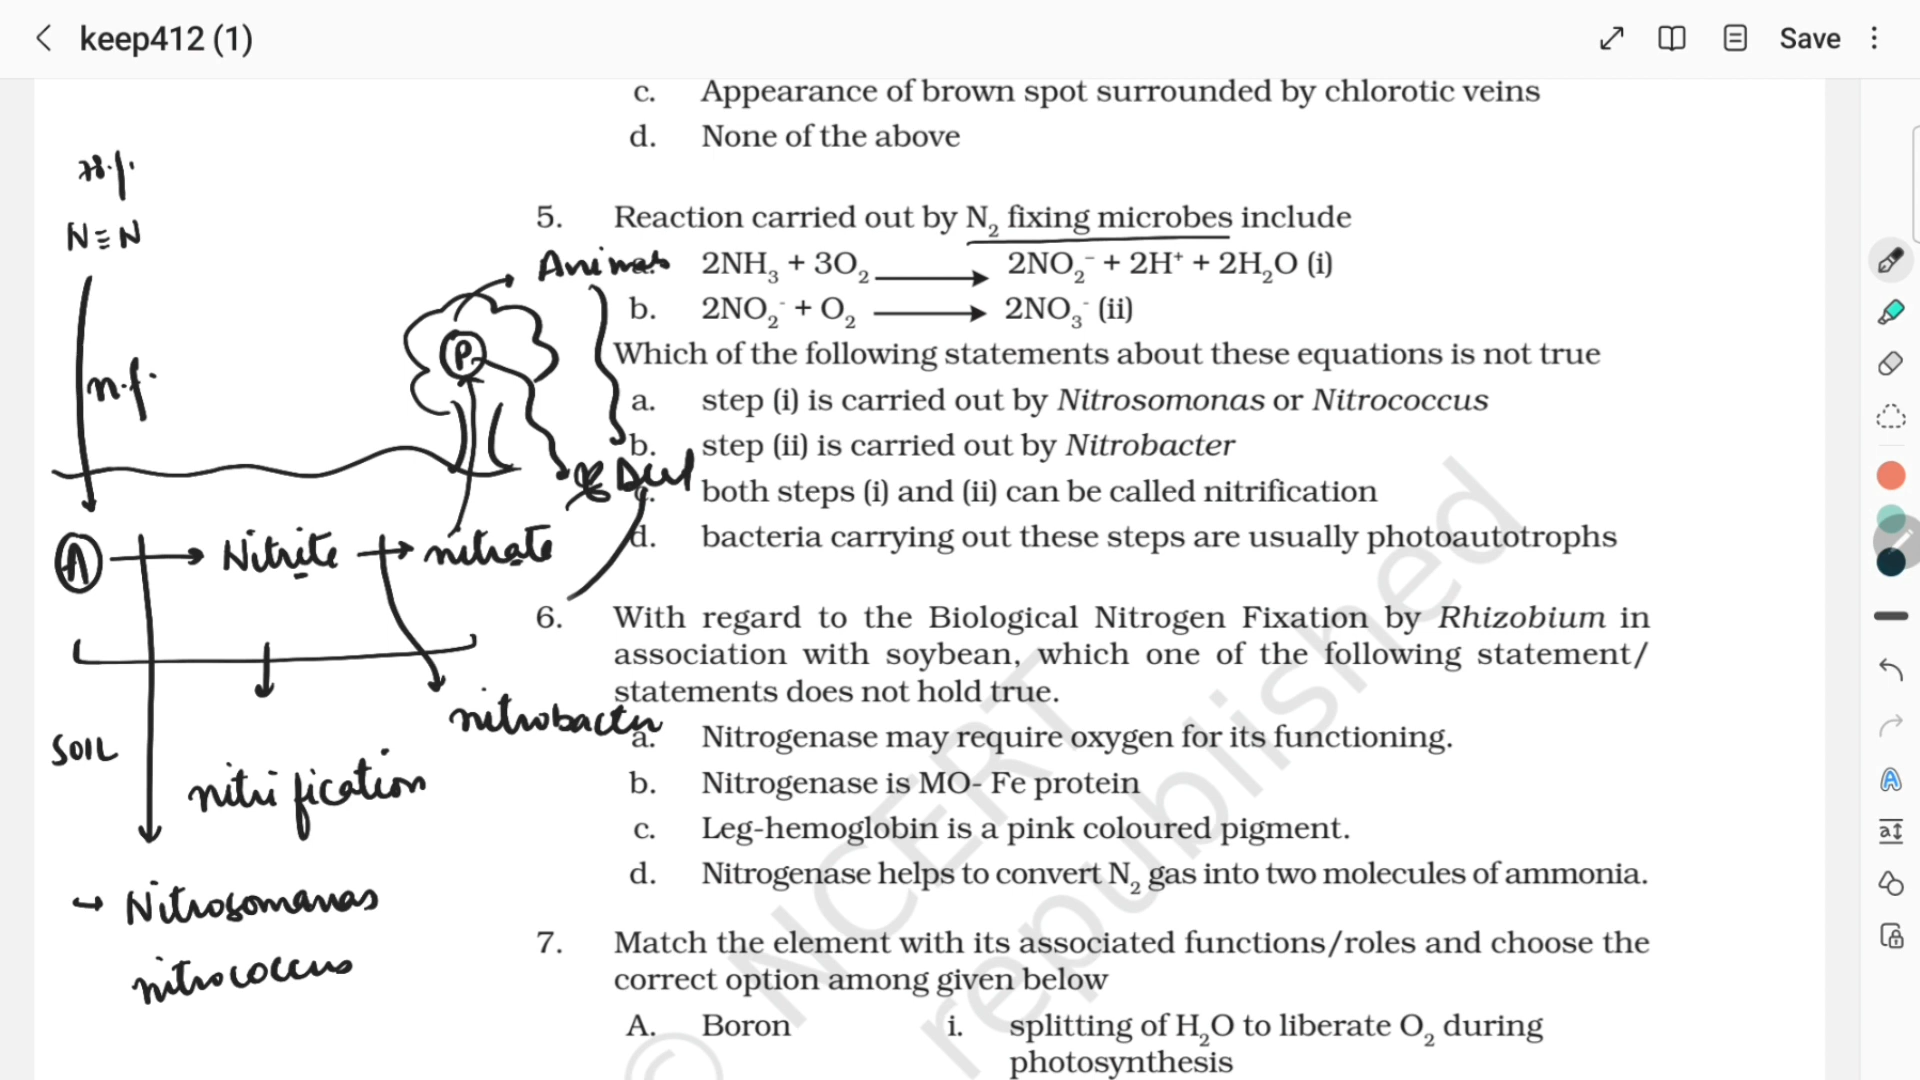 keep412 (1)
Save
c. Appearance of brown spot surrounded by chlorotic veins
d. None of the above
78%.
N≡N
n.f.
5. Reaction carried out by N₂ fixing microbes include
Animas 2NH₃ + 3O₂ ⟶ 2NO₂⁻ + 2H⁺ + 2H₂O (i)
b. 2NO₂⁻ + O₂ ⟶ 2NO₃⁻ (ii)
P
Which of the following statements about these equations is not true
a. step (i) is carried out by Nitrosomonas or Nitrococcus
b. step (ii) is carried out by Nitrobacter
c. both steps (i) and (ii) can be called nitrification
d. bacteria carrying out these steps are usually photoautotrophs
A → Nitrite → nitrate
6. With regard to the Biological Nitrogen Fixation by Rhizobium in
association with soybean, which one of the following statement/
statements does not hold true.
nitrobacter
a. Nitrogenase may require oxygen for its functioning.
b. Nitrogenase is MO- Fe protein
c. Leg-hemoglobin is a pink coloured pigment.
d. Nitrogenase helps to convert N₂ gas into two molecules of ammonia.
SOIL
nitrification
→ Nitrosomanas
nitrococcus
7. Match the element with its associated functions/roles and choose the
correct option among given below
A. Boron i. splitting of H₂O to liberate O₂ during
photosynthesis
© NCERT
republished